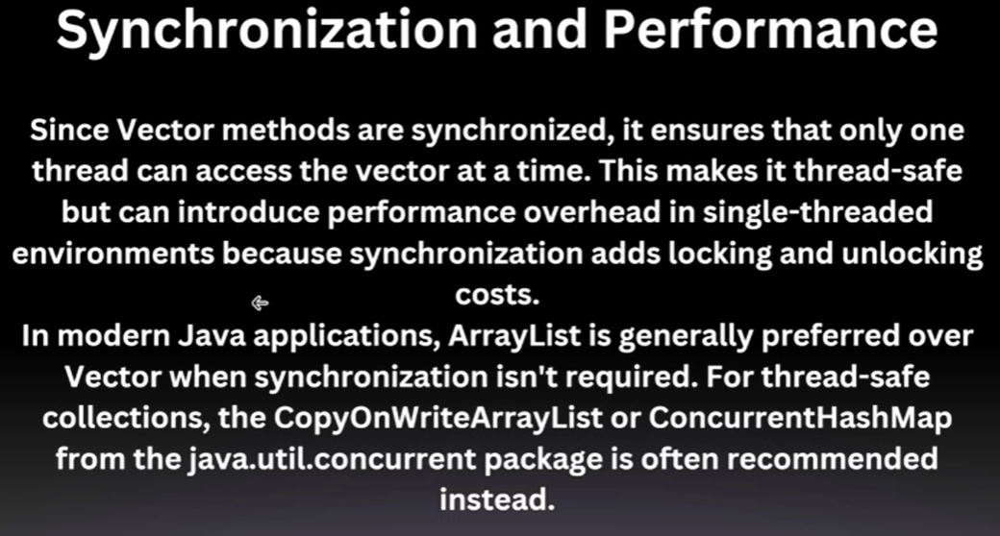 Synchronization and Performance
Since Vector methods are synchronized, it ensures that only one
thread can access the vector at a time. This makes it thread-safe
but can introduce performance overhead in single-threaded
environments because synchronization adds locking and unlocking
costs.
In modern Java applications, ArrayList is generally preferred over
Vector when synchronization isn't required. For thread-safe
collections, the CopyOnWriteArrayList or ConcurrentHashMap
from the java.util.concurrent package is often recommended
instead.